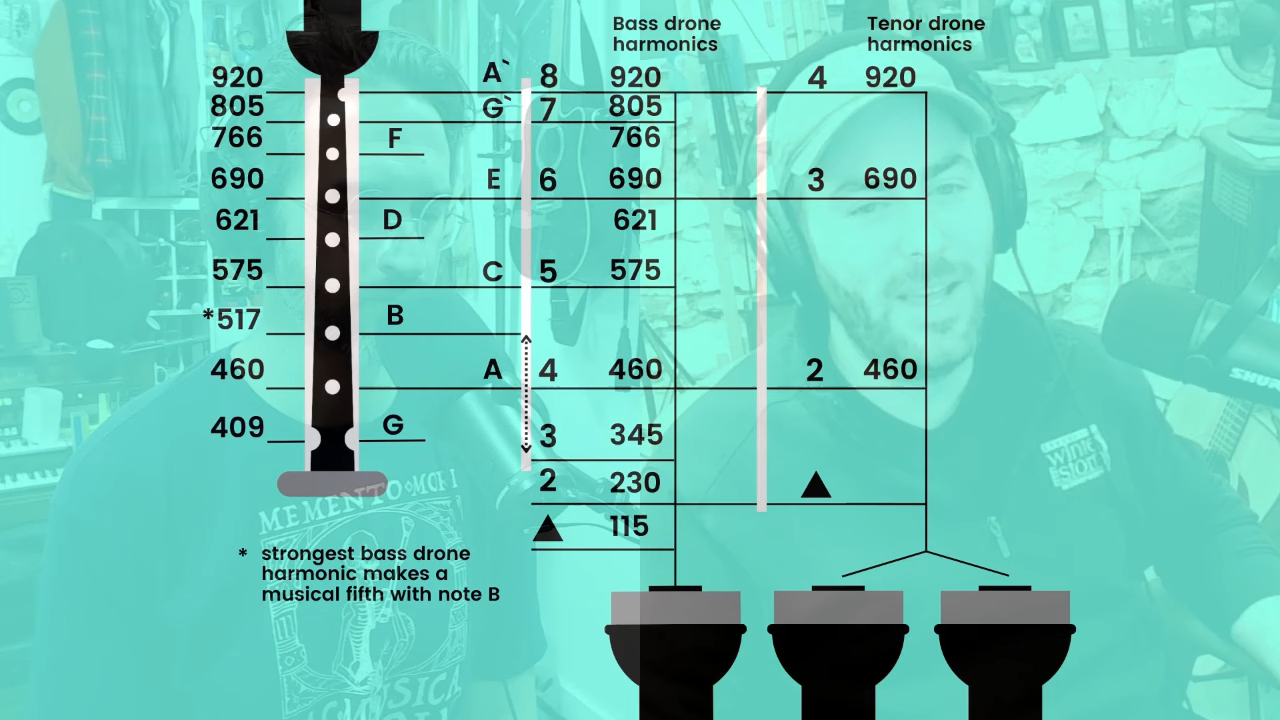 Bass drone
harmonics
Tenor drone
harmonics
920 A` 8 920 4 920
805 G` 7 805
766 F 766
690 E 6 690 3 690
621 D 621
575 C 5 575
*517 B
460 A 4 460 2 460
409 G 3 345
2 230
115
* strongest bass drone
harmonic makes a
musical fifth with note B
MEMENTO MORI